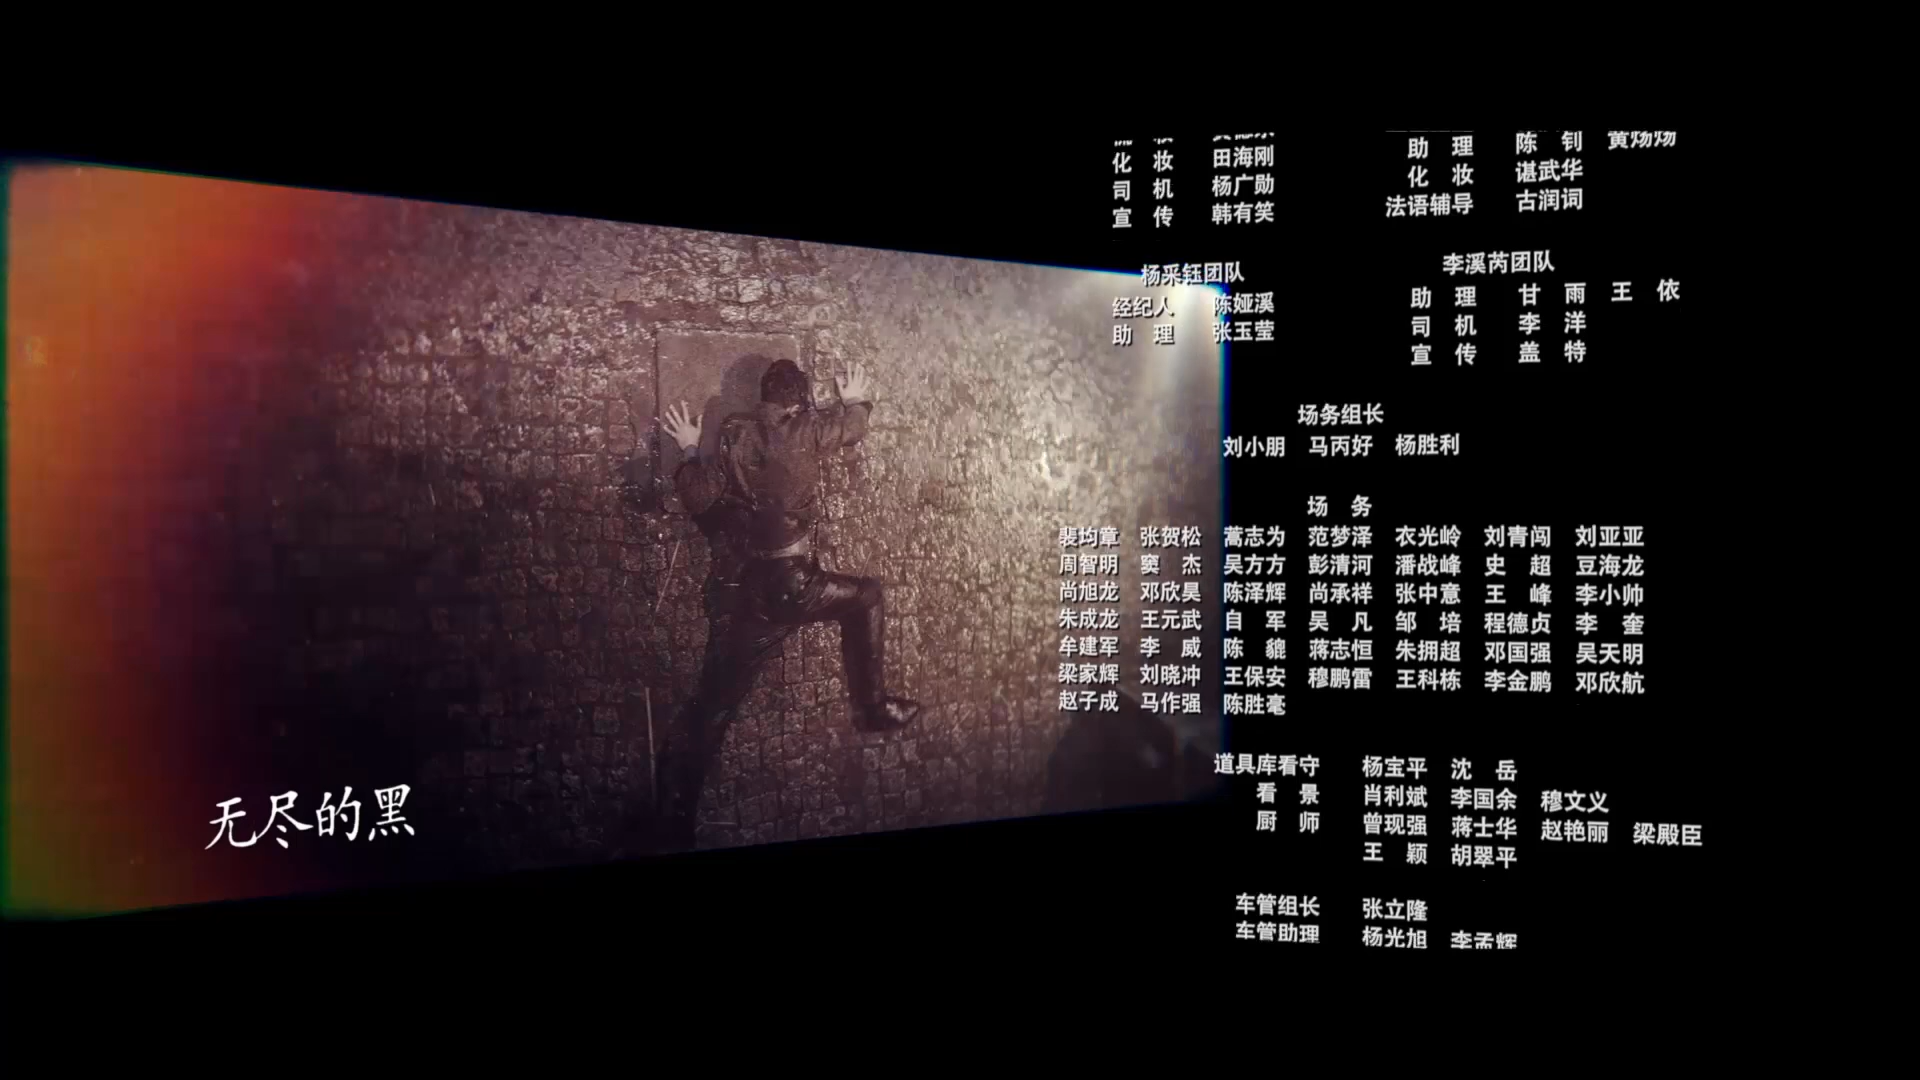 化 妆 田海刚
司 机 杨广勋
宣 传 韩有笑
助 理 陈 钊 黄炀炀
化 妆 谌武华
法语辅导 古润词
杨采钰团队
经纪人 陈娅溪
助 理 张玉莹
李溪芮团队
助 理 甘 雨 王 依
司 机 李 洋
宣 传 盖 特
场务组长
刘小朋 马丙好 杨胜利
场 务
裴均章 张贺松 蒿志为 范梦泽 衣光岭 刘青闯 刘亚亚
周智明 窦 杰 吴方方 彭清河 潘战峰 史 超 豆海龙
尚旭龙 邓欣昊 陈泽辉 尚承祥 张中意 王 峰 李小帅
朱成龙 王元武 自 军 吴 凡 邹 培 程德贞 李 奎
牟建军 李 威 陈 貔 蒋志恒 朱拥超 邓国强 吴天明
梁家辉 刘晓冲 王保安 穆鹏雷 王科栋 李金鹏 邓欣航
赵子成 马作强 陈胜毫
道具库看守 杨宝平 沈 岳
看 景 肖利斌 李国余 穆文义
厨 师 曾现强 蒋士华 赵艳丽 梁殿臣
王 颖 胡翠平
车管组长 张立隆
车管助理 杨光旭 李孟辉
无尽的黑